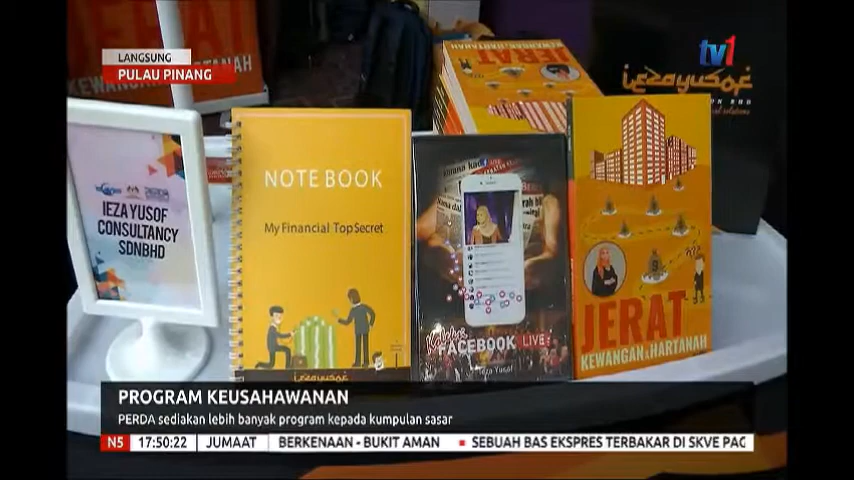 LANGSUNG
PULAU PINANG
tv1
iezayusof
IEZA YUSOF
CONSULTANCY
SDNBHD
NOTE BOOK
My Financial TopSecret
iezayusof
FACEBOOK LIVE
Ieza Yusof
JERAT
KEWANGAN & HARTANAH
JERAT
PROGRAM KEUSAHAWANAN
PERDA sediakan lebih banyak program kepada kumpulan sasar
N5 17:50:22 JUMAAT BERKENAAN - BUKIT AMAN ▪ SEBUAH BAS EKSPRES TERBAKAR DI SKVE PAG